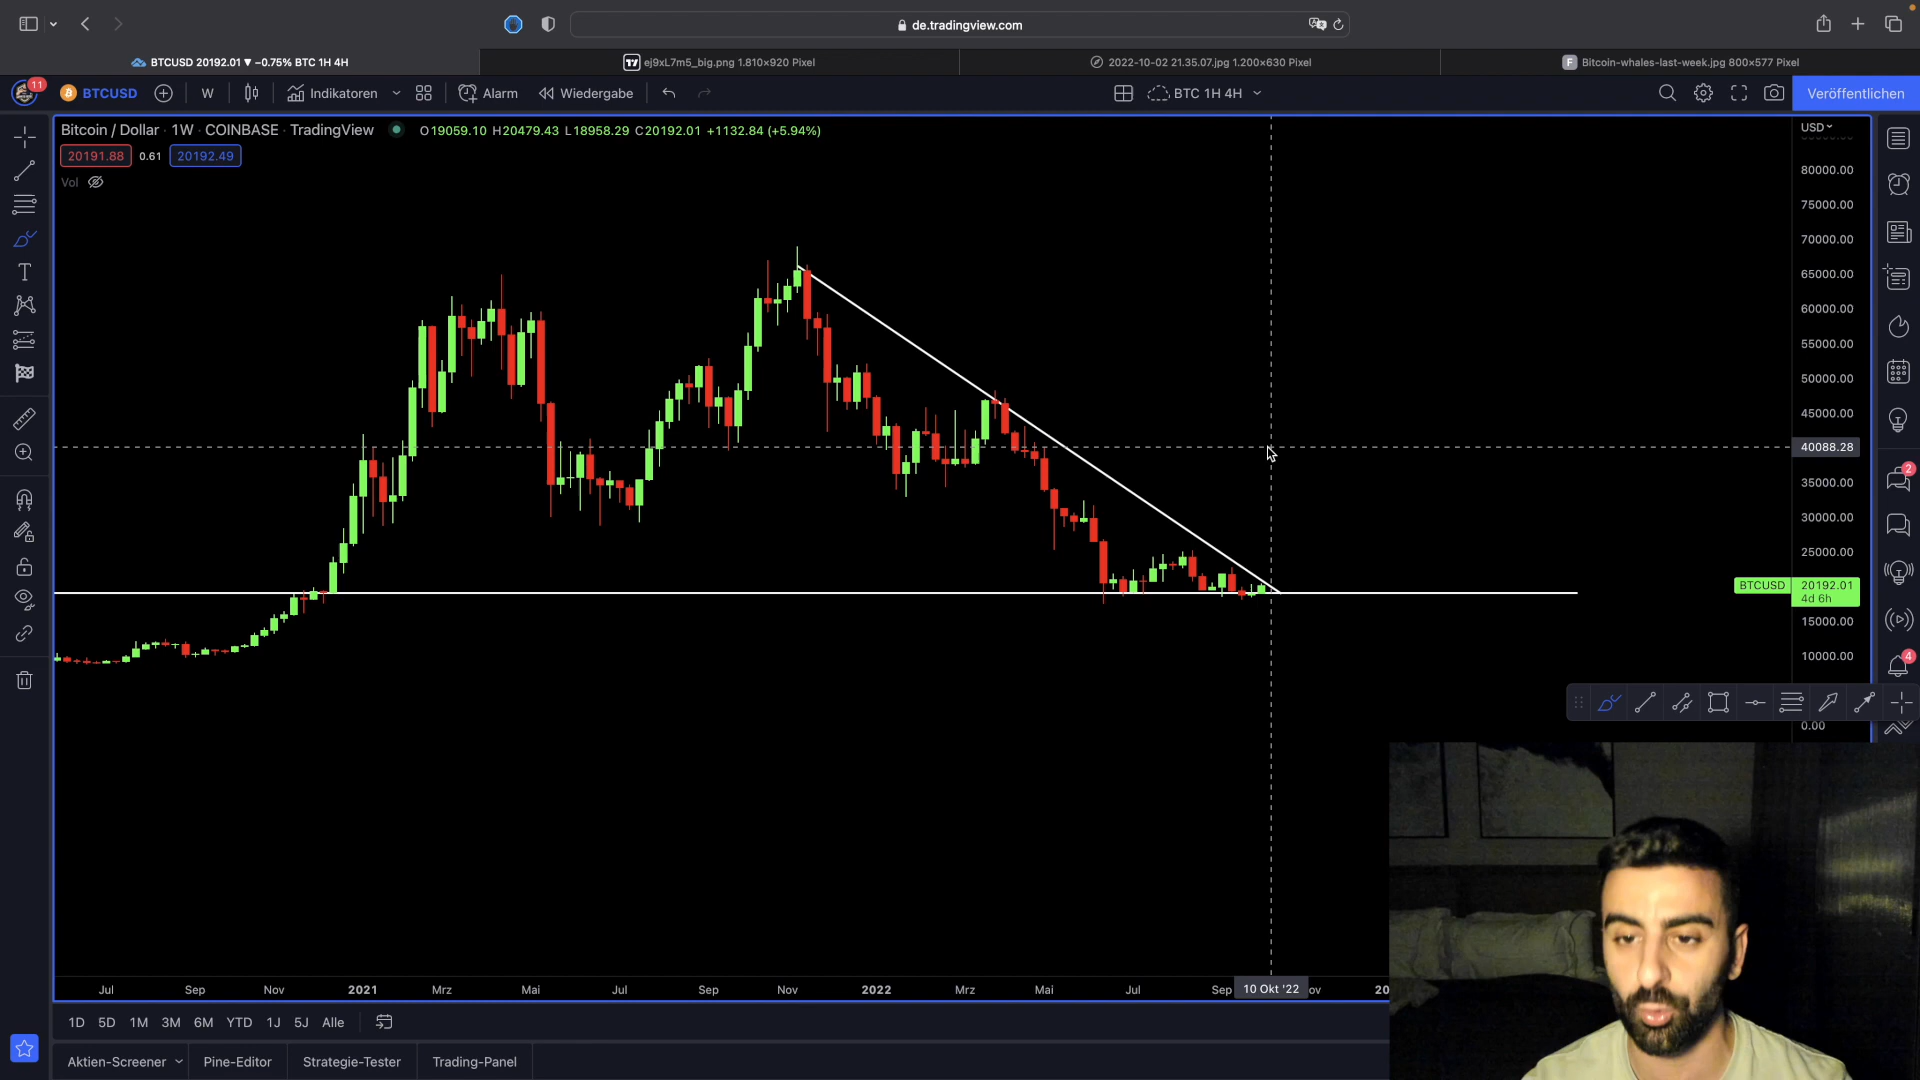 de.tradingview.com
BTCUSD 20192.01 ▼ −0.75% BTC 1H 4H
ej9xL7m5_big.png 1.810×920 Pixel
2022-10-02 21.35.07.jpg 1.200×630 Pixel
Bitcoin-whales-last-week.jpg 800×577 Pixel
11
BTCUSD
W
Indikatoren
Alarm
Wiedergabe
BTC 1H 4H
Veröffentlichen
Bitcoin / Dollar · 1W · COINBASE · TradingView
O19059.10 H20479.43 L18958.29 C20192.01 +1132.84 (+5.94%)
USD
20191.88
0.61
20192.49
Vol
80000.00
75000.00
70000.00
65000.00
60000.00
55000.00
50000.00
45000.00
40088.28
35000.00
30000.00
25000.00
BTCUSD
20192.01
4d 6h
15000.00
10000.00
0.00
2
4
Jul
Sep
Nov
2021
Mrz
Mai
Jul
Sep
Nov
2022
Mrz
Mai
Jul
Sep
10 Okt '22
ov
20
1D
5D
1M
3M
6M
YTD
1J
5J
Alle
Aktien-Screener
Pine-Editor
Strategie-Tester
Trading-Panel